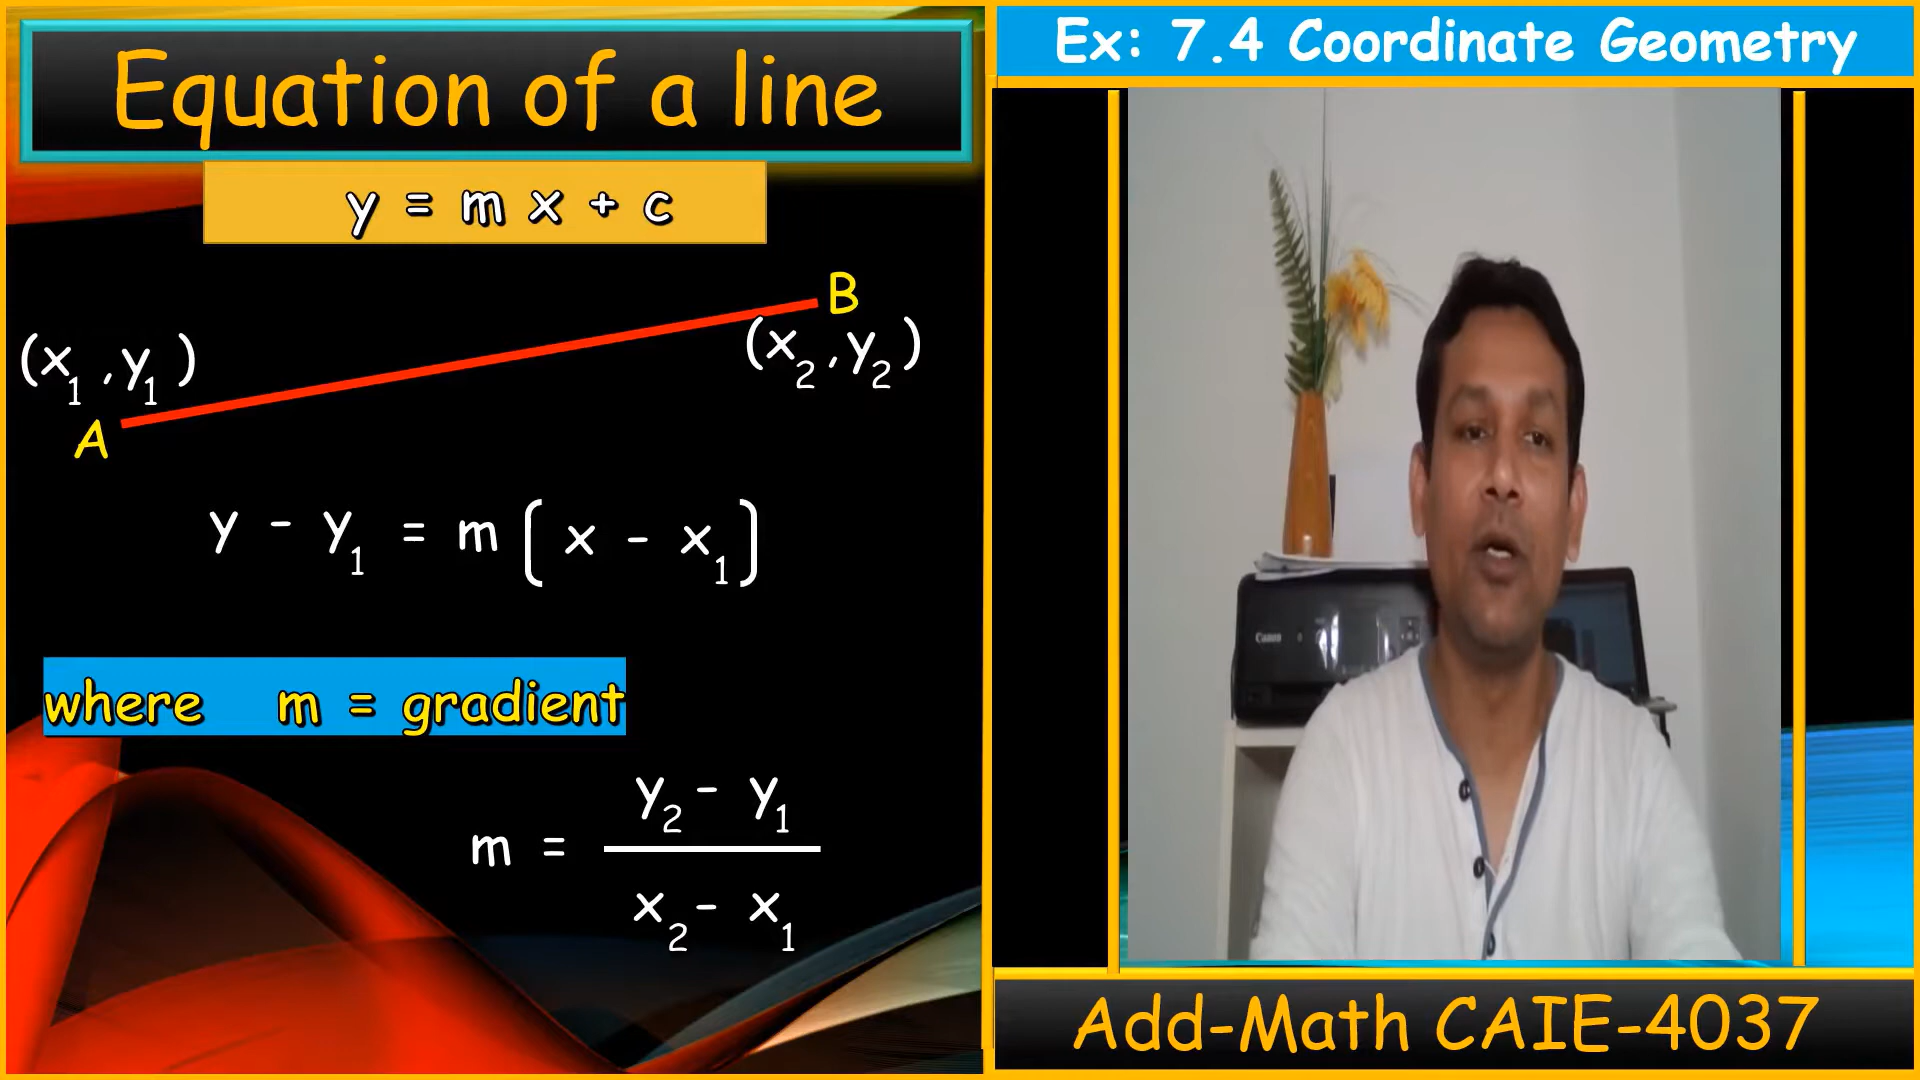 Equation of a line
y = m x + c
B
(x₁ ,y₁ )
(x₂ ,y₂ )
A
y - y₁ = m ( x - x₁ )
where m = gradient
m = y₂ - y₁
x₂ - x₁
Ex: 7.4 Coordinate Geometry
Canon
Add-Math CAIE-4037